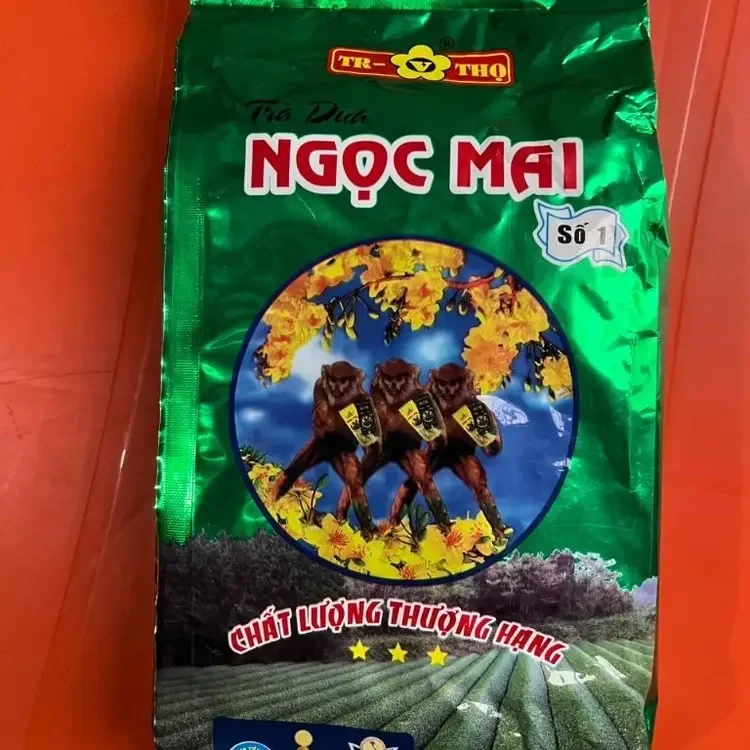 TR- V THỌ
®
Trà Dứa
NGỌC MAI
Số 1
CHẤT LƯỢNG THƯỢNG HẠNG